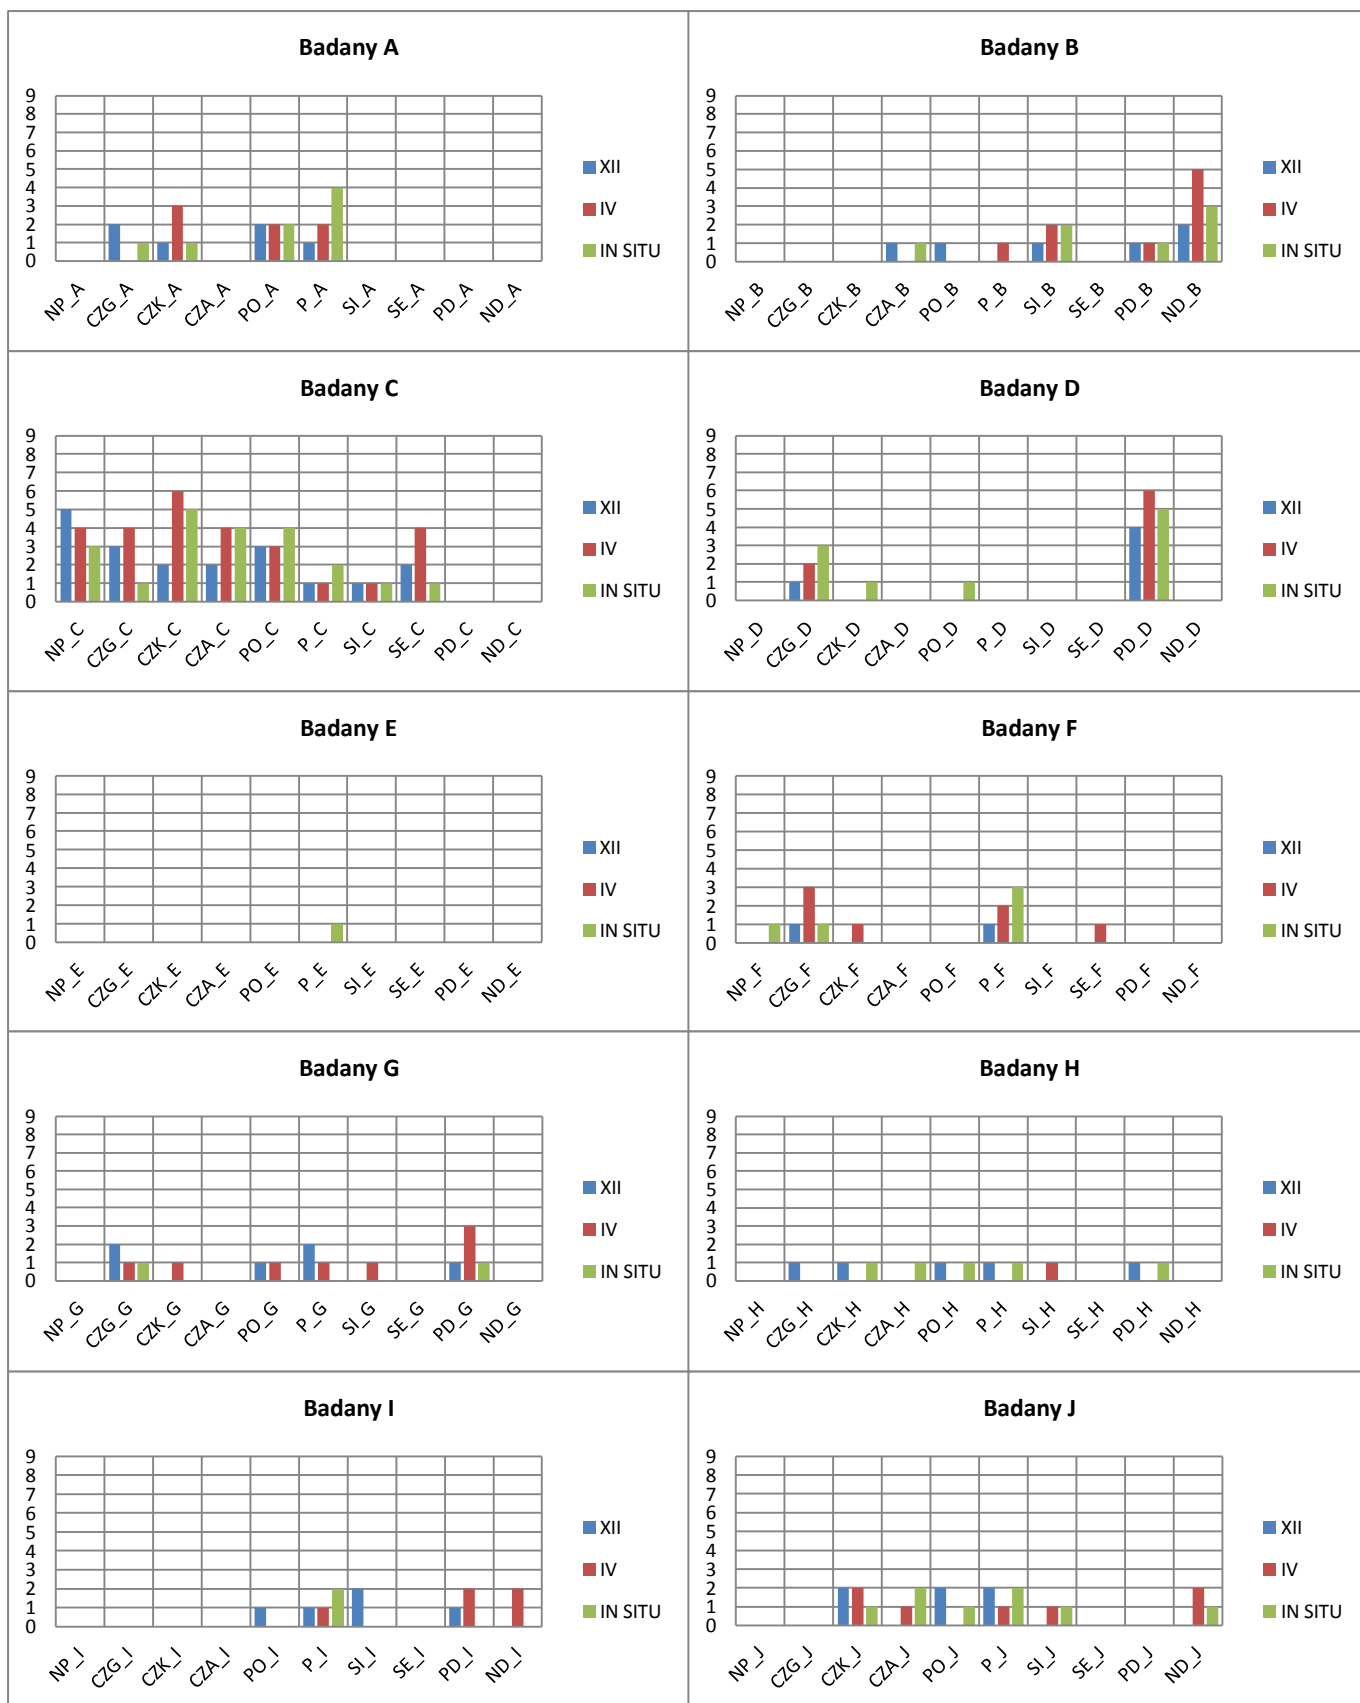 Badany A
9
8
7
6
5
4
3
2
1
0
NP_A CZG_A CZK_A CZA_A PO_A P_A SI_A SE_A PD_A ND_A
XII
IV
IN SITU
Badany B
9
8
7
6
5
4
3
2
1
0
NP_B CZG_B CZK_B CZA_B PO_B P_B SI_B SE_B PD_B ND_B
XII
IV
IN SITU
Badany C
9
8
7
6
5
4
3
2
1
0
NP_C CZG_C CZK_C CZA_C PO_C P_C SI_C SE_C PD_C ND_C
XII
IV
IN SITU
Badany D
9
8
7
6
5
4
3
2
1
0
NP_D CZG_D CZK_D CZA_D PO_D P_D SI_D SE_D PD_D ND_D
XII
IV
IN SITU
Badany E
9
8
7
6
5
4
3
2
1
0
NP_E CZG_E CZK_E CZA_E PO_E P_E SI_E SE_E PD_E ND_E
XII
IV
IN SITU
Badany F
9
8
7
6
5
4
3
2
1
0
NP_F CZG_F CZK_F CZA_F PO_F P_F SI_F SE_F PD_F ND_F
XII
IV
IN SITU
Badany G
9
8
7
6
5
4
3
2
1
0
NP_G CZG_G CZK_G CZA_G PO_G P_G SI_G SE_G PD_G ND_G
XII
IV
IN SITU
Badany H
9
8
7
6
5
4
3
2
1
0
NP_H CZG_H CZK_H CZA_H PO_H P_H SI_H SE_H PD_H ND_H
XII
IV
IN SITU
Badany I
9
8
7
6
5
4
3
2
1
0
NP_I CZG_I CZK_I CZA_I PO_I P_I SI_I SE_I PD_I ND_I
XII
IV
IN SITU
Badany J
9
8
7
6
5
4
3
2
1
0
NP_J CZG_J CZK_J CZA_J PO_J P_J SI_J SE_J PD_J ND_J
XII
IV
IN SITU